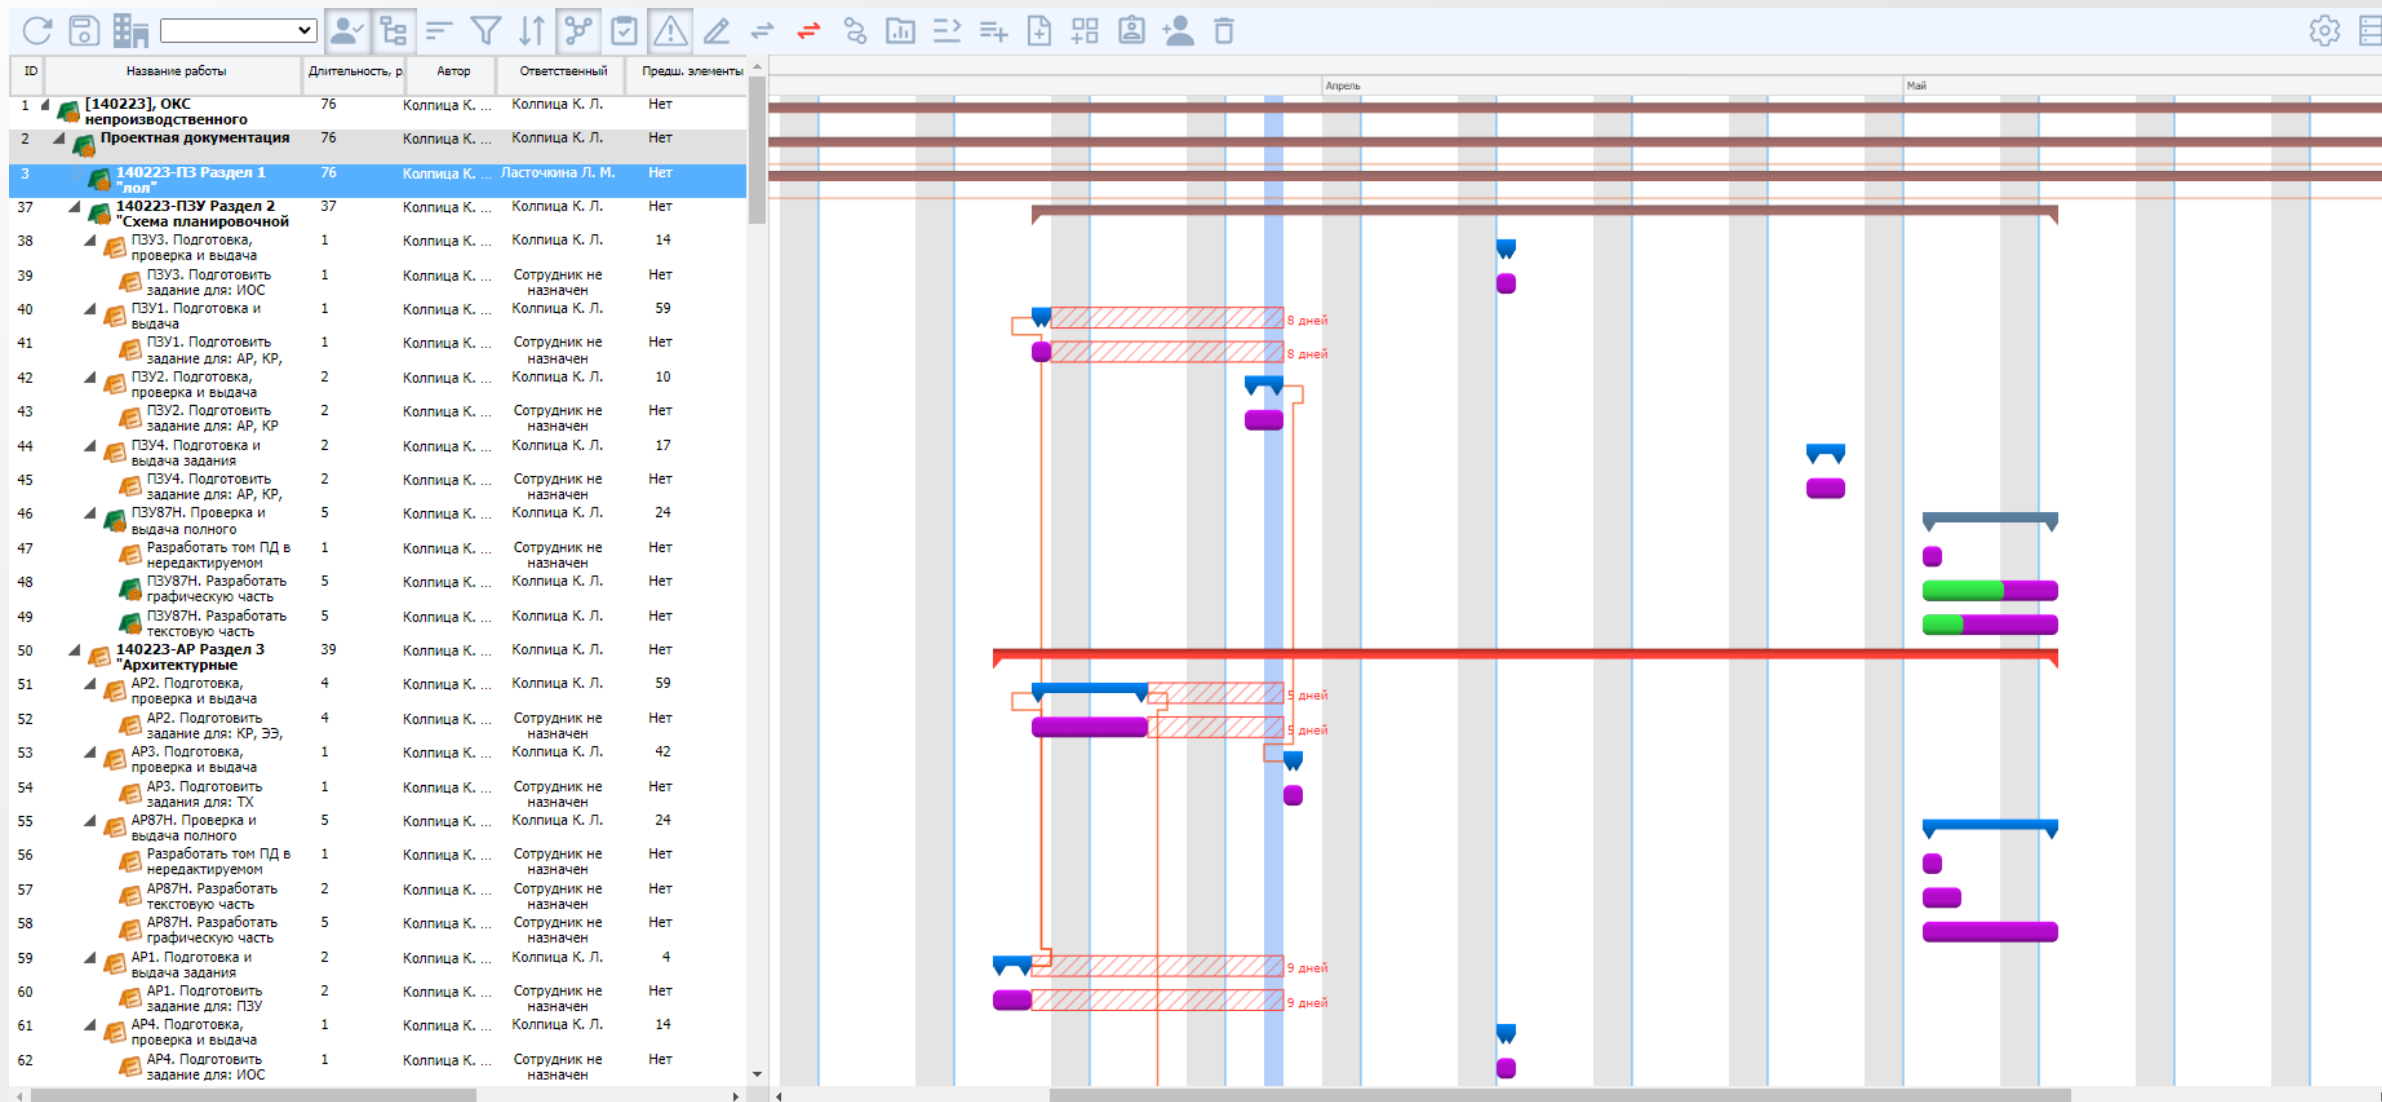 ID Название работы Длительность, р Автор Ответственный Предш. элементы
Апрель Май
1 [140223], ОКС 76 Колпица К. ... Колпица К. Л. Нет
непроизводственного
2 Проектная документация 76 Колпица К. ... Колпица К. Л. Нет
3 140223-ПЗ Раздел 1 76 Колпица К. ... Ласточкина Л. М. Нет
"лол"
37 140223-ПЗУ Раздел 2 37 Колпица К. ... Колпица К. Л. Нет
"Схема планировочной
38 ПЗУ3. Подготовка, 1 Колпица К. ... Колпица К. Л. 14
проверка и выдача
39 ПЗУ3. Подготовить 1 Колпица К. ... Сотрудник не Нет
задание для: ИОС назначен
40 ПЗУ1. Подготовка и 1 Колпица К. ... Колпица К. Л. 59
выдача 8 дней
41 ПЗУ1. Подготовить 1 Колпица К. ... Сотрудник не Нет
задание для: АР, КР, назначен 8 дней
42 ПЗУ2. Подготовка, 2 Колпица К. ... Колпица К. Л. 10
проверка и выдача
43 ПЗУ2. Подготовить 2 Колпица К. ... Сотрудник не Нет
задание для: АР, КР назначен
44 ПЗУ4. Подготовка и 2 Колпица К. ... Колпица К. Л. 17
выдача задания
45 ПЗУ4. Подготовить 2 Колпица К. ... Сотрудник не Нет
задание для: АР, КР, назначен
46 ПЗУ87Н. Проверка и 5 Колпица К. ... Колпица К. Л. 24
выдача полного
47 Разработать том ПД в 1 Колпица К. ... Сотрудник не Нет
нередактируемом назначен
48 ПЗУ87Н. Разработать 5 Колпица К. ... Колпица К. Л. Нет
графическую часть
49 ПЗУ87Н. Разработать 5 Колпица К. ... Колпица К. Л. Нет
текстовую часть
50 140223-АР Раздел 3 39 Колпица К. ... Колпица К. Л. Нет
"Архитектурные
51 АР2. Подготовка, 4 Колпица К. ... Колпица К. Л. 59
проверка и выдача 5 дней
52 АР2. Подготовить 4 Колпица К. ... Сотрудник не Нет
задание для: КР, ЭЭ, назначен 5 дней
53 АР3. Подготовка, 1 Колпица К. ... Колпица К. Л. 42
проверка и выдача
54 АР3. Подготовить 1 Колпица К. ... Сотрудник не Нет
задания для: ТХ назначен
55 АР87Н. Проверка и 5 Колпица К. ... Колпица К. Л. 24
выдача полного
56 Разработать том ПД в 1 Колпица К. ... Сотрудник не Нет
нередактируемом назначен
57 АР87Н. Разработать 2 Колпица К. ... Сотрудник не Нет
текстовую часть назначен
58 АР87Н. Разработать 5 Колпица К. ... Сотрудник не Нет
графическую часть назначен
59 АР1. Подготовка и 2 Колпица К. ... Колпица К. Л. 4
выдача задания 9 дней
60 АР1. Подготовить 2 Колпица К. ... Сотрудник не Нет
задание для: ПЗУ назначен 9 дней
61 АР4. Подготовка, 1 Колпица К. ... Колпица К. Л. 14
проверка и выдача
62 АР4. Подготовить 1 Колпица К. ... Сотрудник не Нет
задание для: ИОС назначен